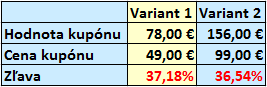 Variant 1 Variant 2
Hodnota kupónu 78,00 € 156,00 €
Cena kupónu 49,00 € 99,00 €
Zľava 37,18% 36,54%